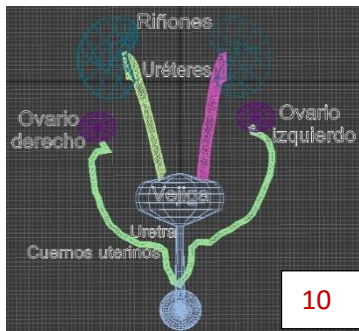 Riñones
Uréteres
Ovario
derecho
Ovario
izquierdo
Vejiga
Uretra
Cuernos uterinos
10